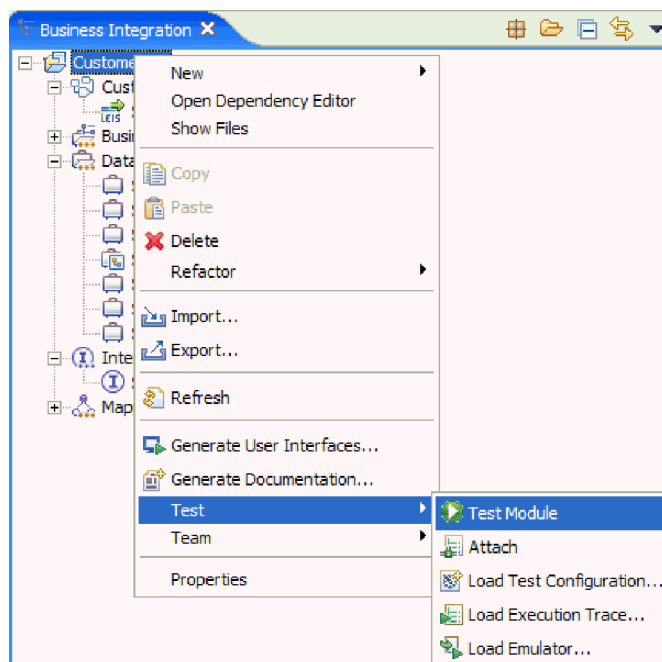 Business Integration
Custome
New
Cust
Open Dependency Editor
EIS
Show Files
Busi
Data
Copy
Paste
Delete
Refactor
Import...
Export...
Inte
Refresh
Map
Generate User Interfaces...
Generate Documentation...
Test
Test Module
Team
Attach
Properties
Load Test Configuration...
Load Execution Trace...
Load Emulator...